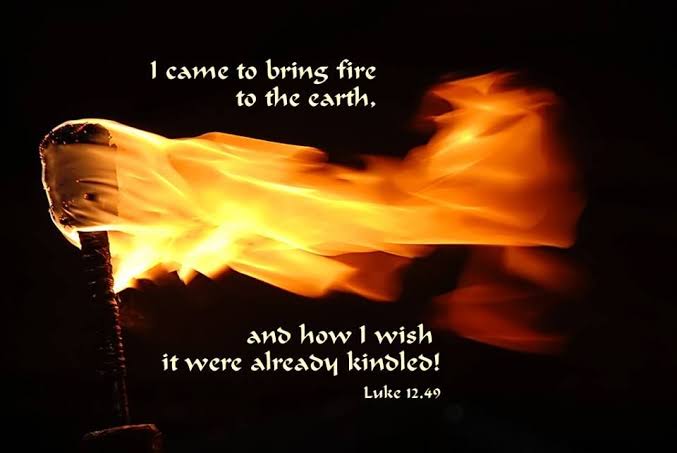 I came to bring fire
to the earth,
and how I wish
it were already kindled!
Luke 12.49